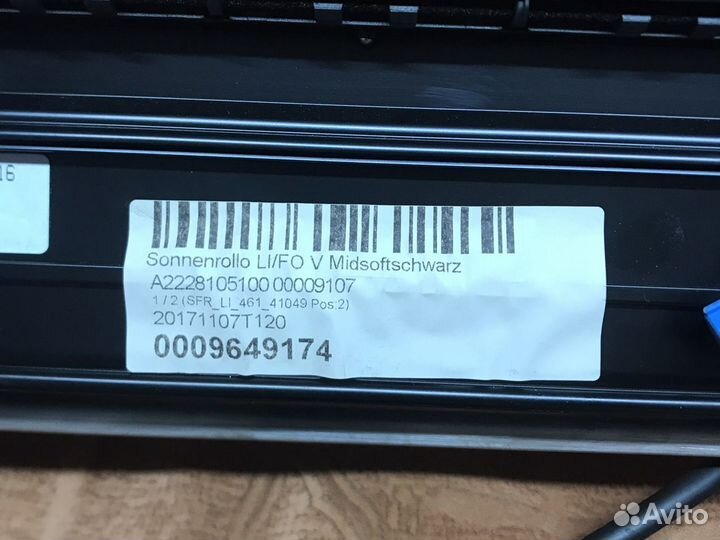 16
Sonnenrollo LI/FO V Midsoftschwarz
A2228105100 00009107
1 / 2 (SFR_LI_461_41049 Pos:2)
20171107T120
0009649174
Avito